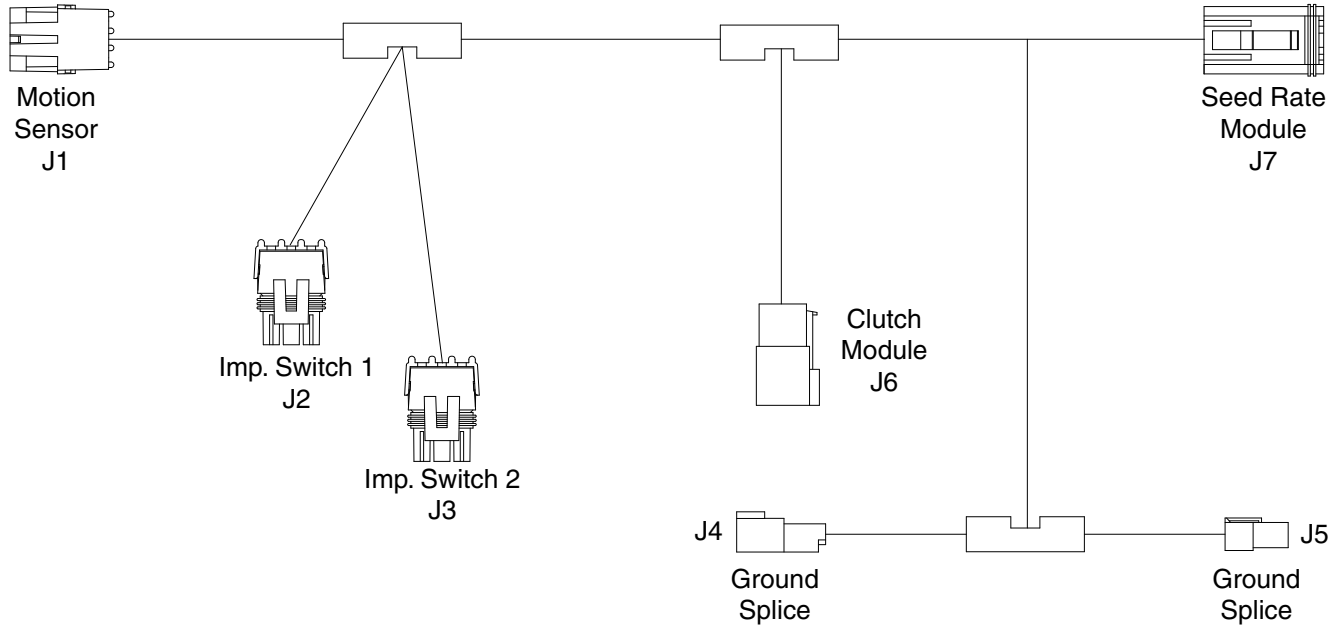 Motion
Sensor
J1
Seed Rate
Module
J7
Imp. Switch 1
J2
Clutch
Module
J6
Imp. Switch 2
J3
J4
Ground
Splice
J5
Ground
Splice